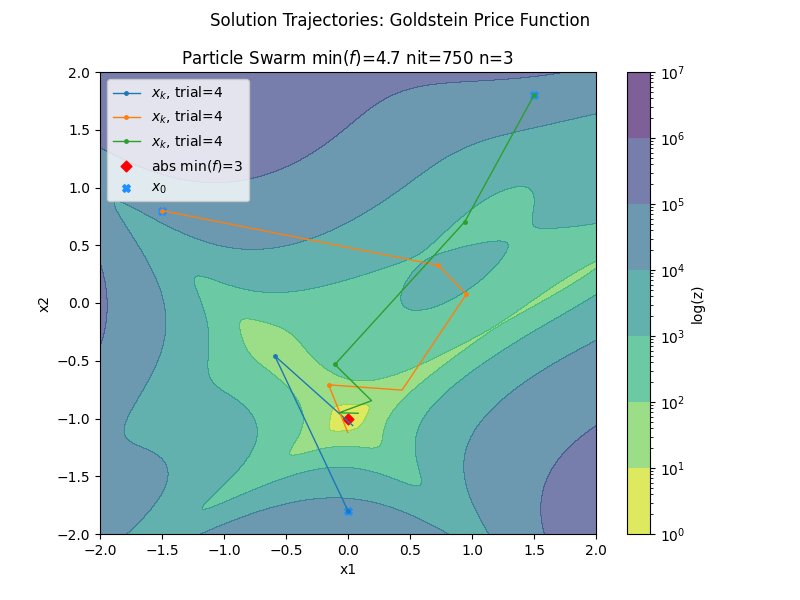 Solution Trajectories: Goldstein Price Function
Particle Swarm min(f)=4.7 nit=750 n=3
x_k, trial=4
x_k, trial=4
x_k, trial=4
abs min(f)=3
x_0
2.0
1.5
1.0
0.5
0.0
−0.5
−1.0
−1.5
−2.0
x2
−2.0 −1.5 −1.0 −0.5 0.0 0.5 1.0 1.5 2.0
x1
10^7
10^6
10^5
10^4
10^3
10^2
10^1
10^0
log(z)